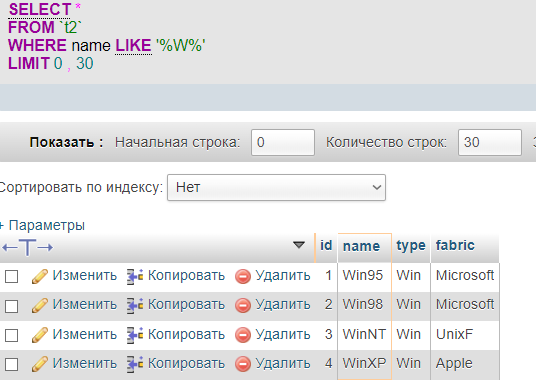 SELECT *
FROM `t2`
WHERE name LIKE '%W%'
LIMIT 0 , 30
Показать : Начальная строка: 0 Количество строк: 30
Сортировать по индексу: Нет
+ Параметры
←T→ id name type fabric
Изменить Копировать Удалить 1 Win95 Win Microsoft
Изменить Копировать Удалить 2 Win98 Win Microsoft
Изменить Копировать Удалить 3 WinNT Win UnixF
Изменить Копировать Удалить 4 WinXP Win Apple